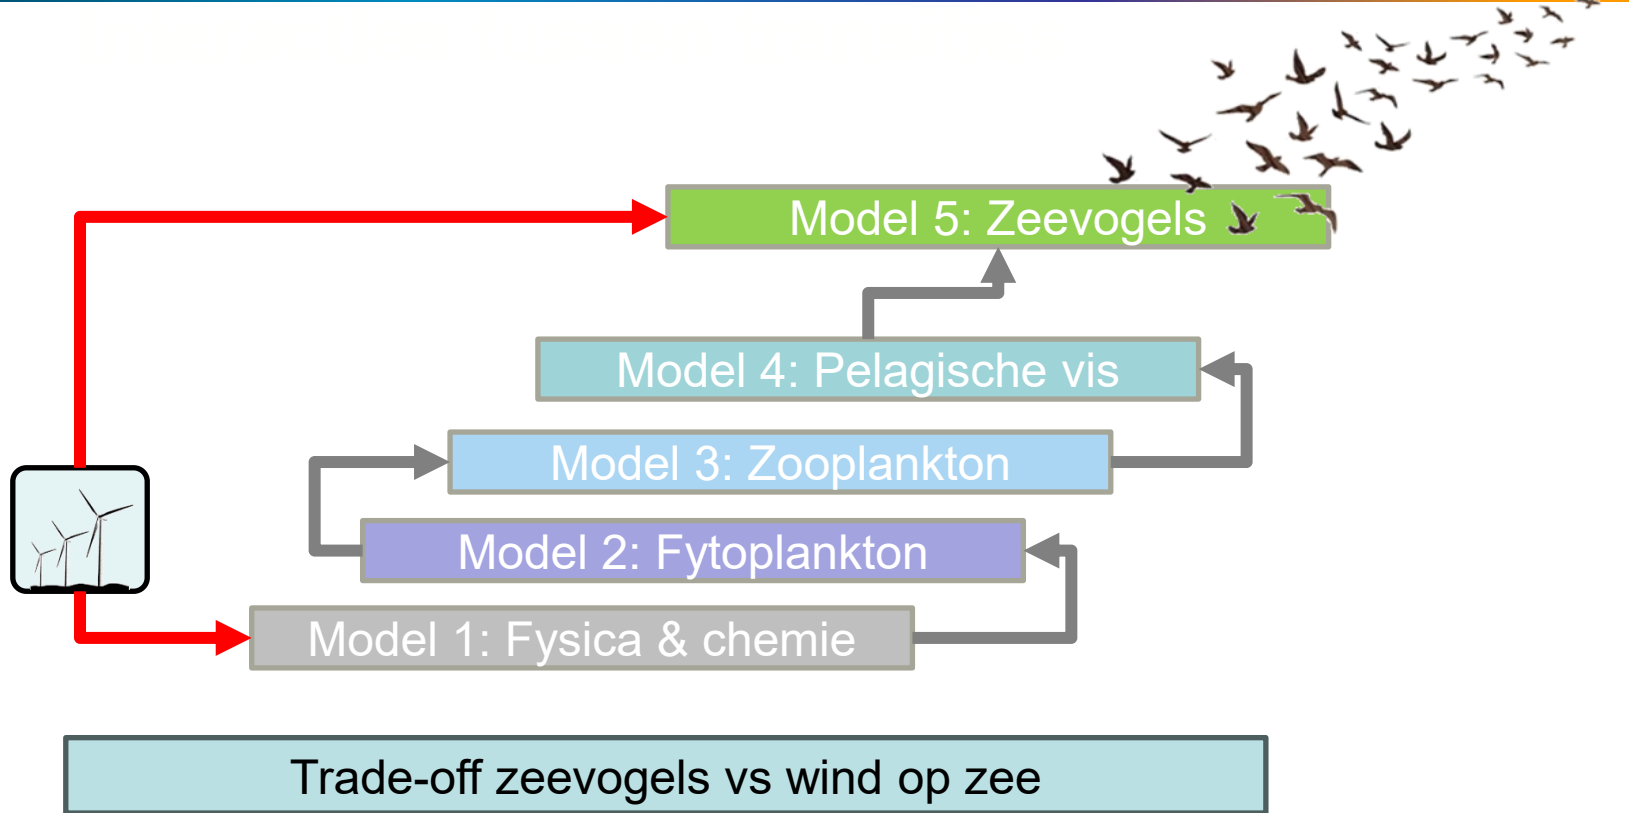 Model 5: Zeevogels
Model 4: Pelagische vis
Model 3: Zooplankton
Model 2: Fytoplankton
Model 1: Fysica & chemie
Trade-off zeevogels vs wind op zee